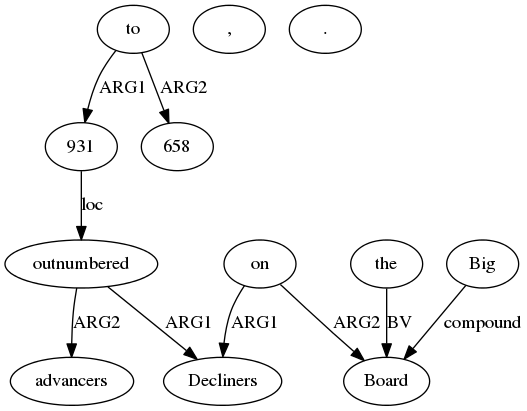 to , .
ARG1 ARG2
931 658
loc
outnumbered on the Big
ARG2 ARG1 ARG1 ARG2 BV compound
advancers Decliners Board